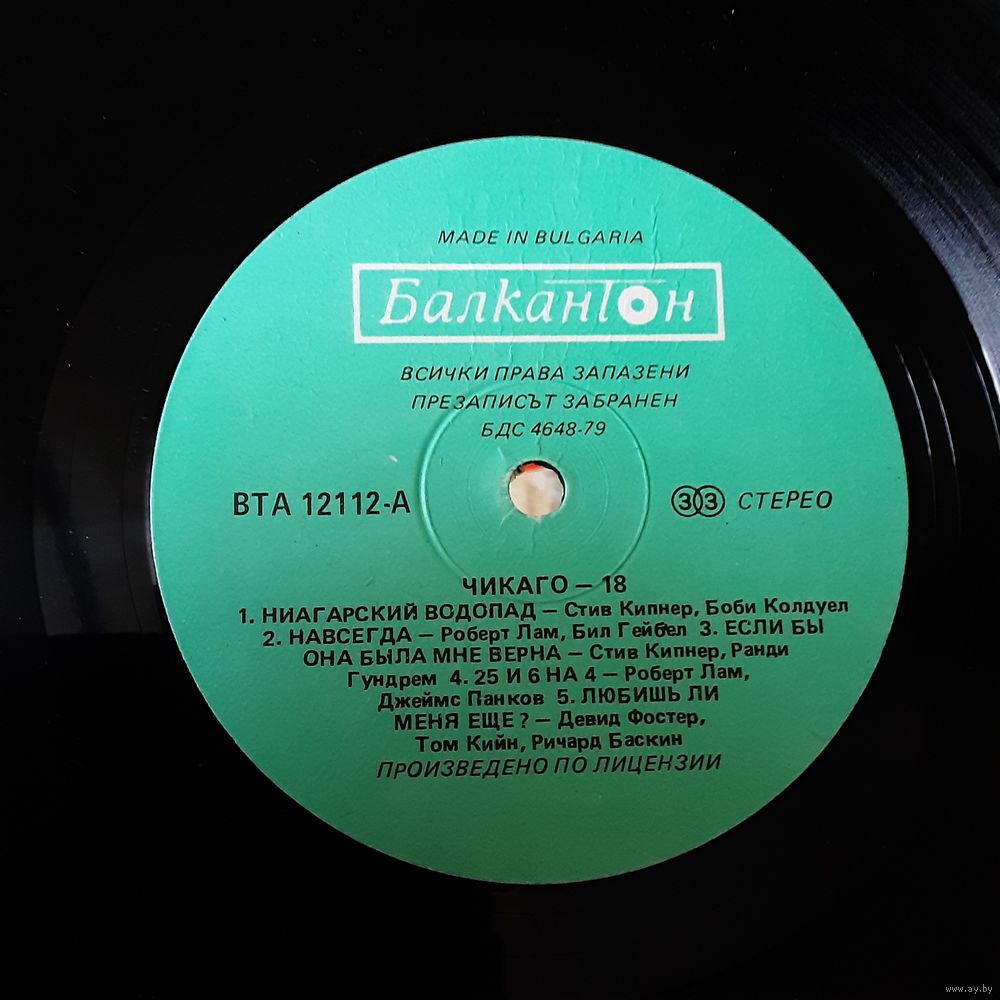 MADE IN BULGARIA
Балкантон
ВСИЧКИ ПРАВА ЗАПАЗЕНИ
ПРЕЗАПИСЪТ ЗАБРАНЕН
БДС 4648-79
ВТА 12112-А
33 СТЕРЕО
ЧИКАГО – 18
1. НИАГАРСКИЙ ВОДОПАД – Стив Кипнер, Боби Колдуел
2. НАВСЕГДА – Роберт Лам, Бил Гейбел 3. ЕСЛИ БЫ
ОНА БЫЛА МНЕ ВЕРНА – Стив Кипнер, Ранди
Гундрем 4. 25 И 6 НА 4 – Роберт Лам,
Джеймс Панков 5. ЛЮБИШЬ ЛИ
МЕНЯ ЕЩЕ? – Девид Фостер,
Том Кийн, Ричард Баскин
ПРОИЗВЕДЕНО ПО ЛИЦЕНЗИИ
www.ay.by